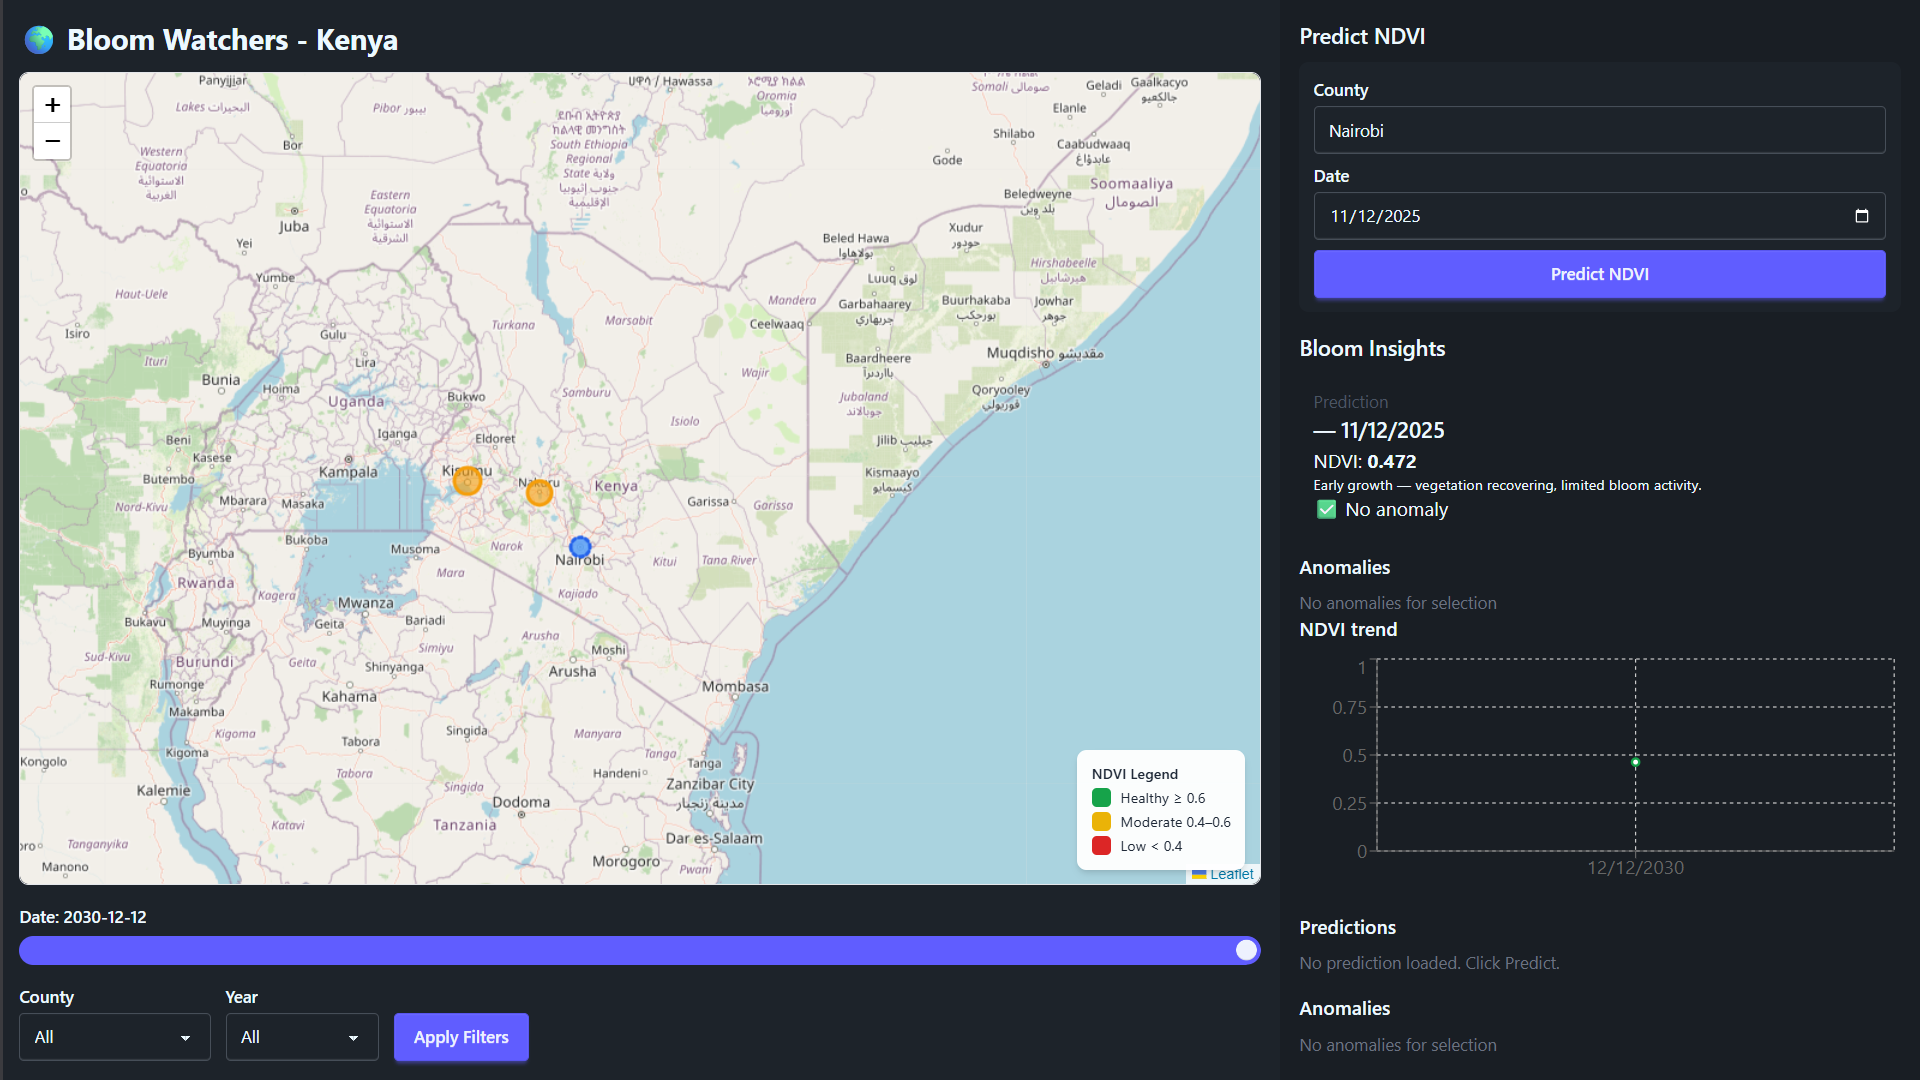 Bloom Watchers - Kenya
+
−
Panyijjar
Lakes البحيرات
Pibor بيبور
ሀዋሳ / Hawassa
ኦሮሚያ ክልል
Oromia
أوروميا
Somali صومالى
Geladi
Gaalkacyo
جالكعيو
Elanle
Bor
ደቡብ ኢትዮጵያ
ክልላዊ መንግሥት
South Ethiopia
Regional
State ولاية
جنوب إثيوبيا
الإقليمية
Shilabo
Caabudwaaq
عابدؤاغ
Gode
Western
Equatoria
الاستوائية
الغربية
Eastern
Equatoria
الاستوائية
الشرقية
Beledweyne
بلد وين
Soomaaliya
الصومال
Juba
Yei
Beled Hawa
بولاهاوا
Xudur
حودور
Yumbe
Luuq لوق
Hirshabeelle
هيرشابيل
Haut-Uele
Mandera
Garbahaarey
جربهاري
Buurhakaba
بورحكب
Jowhar
جوهر
Turkana
Marsabit
Ceelwaaq
Isiro
Gulu
Ituri
Lira
Baardheere
بااردىرآ
Muqdisho مقديشو
Bunia
Hoima
Bukwo
Samburu
Wajir
Qoryooley
قوريولي
Uganda
Jubaland
جوبالاند
Isiolo
Beni
Iganga
Eldoret
Jilib جيليب
Kasese
Kampala
Kisumu
Butembo
Nakuru
Kenya
Kismaayo
كيسمايو
Mbarara
Masaka
Garissa
Garissa
Nord-Kivu
Bukoba
Byumba
Musoma
Narok
Nairobi
Kitui
Tana River
Rwanda
Mara
Kagera
Kajiado
Mwanza
Bukavu
Muyinga
Geita
Bariadi
Arusha
Simiyu
Moshi
Sud-Kivu
Burundi
Geita
Shinyanga
Arusha
Rumonge
Kahama
Mombasa
Makamba
Singida
Kigoma
Manyara
Kigoma
Tabora
Tanga
Tanga
Kongolo
Tabora
Handeni
Zanzibar City
مدينة زنجبار
Kalemie
Singida
Dodoma
Katavi
Tanzania
Dar es-Salaam
Tanganyika
Manono
Morogoro
Pwani
NDVI Legend
Healthy ≥ 0.6
Moderate 0.4–0.6
Low < 0.4
Leaflet
Date: 2030-12-12
County
Year
All
All
Apply Filters
Predict NDVI
County
Nairobi
Date
11/12/2025
Predict NDVI
Bloom Insights
Prediction
— 11/12/2025
NDVI: 0.472
Early growth — vegetation recovering, limited bloom activity.
✅ No anomaly
Anomalies
No anomalies for selection
NDVI trend
1
0.75
0.5
0.25
0
12/12/2030
Predictions
No prediction loaded. Click Predict.
Anomalies
No anomalies for selection